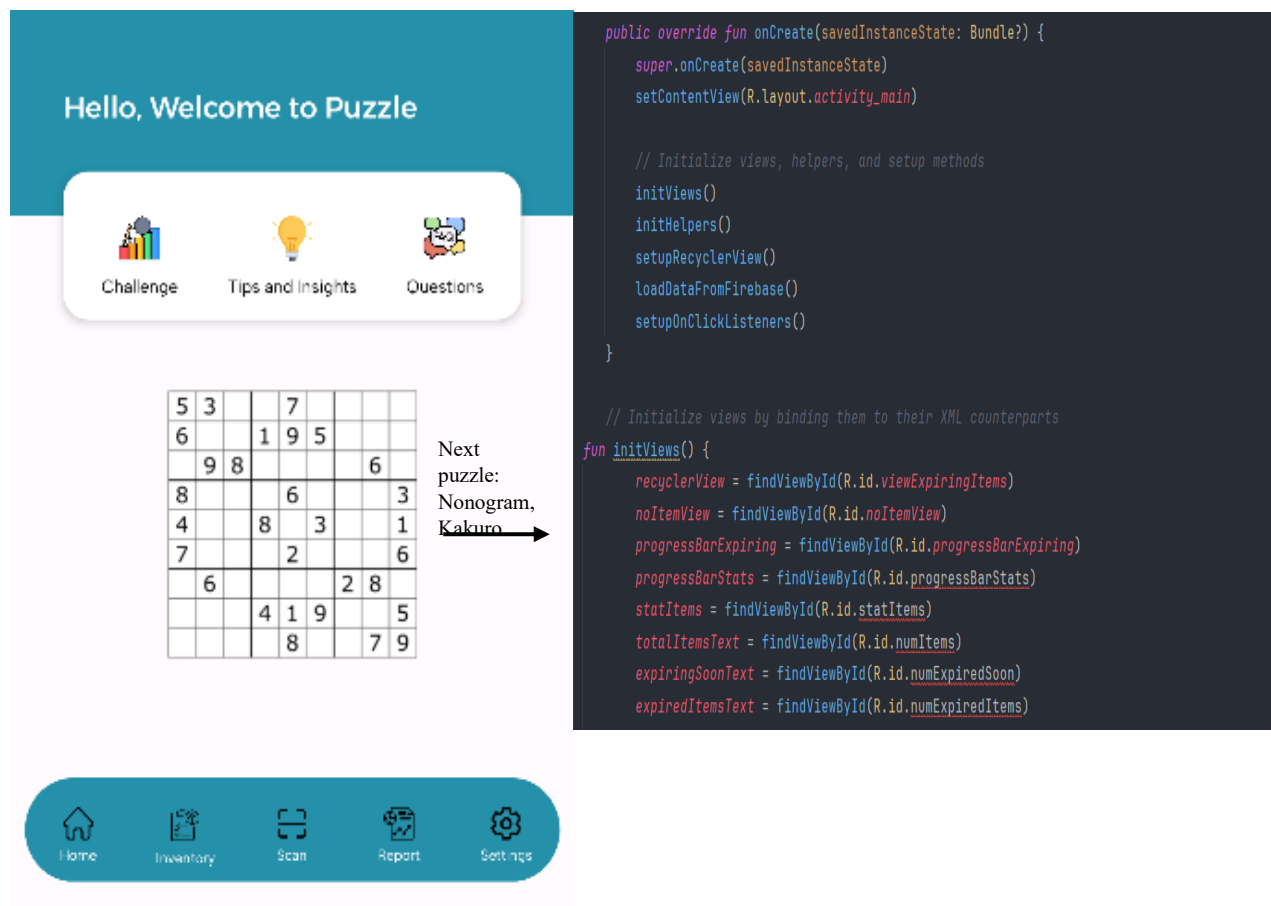 Hello, Welcome to Puzzle
Challenge Tips and Insights Questions
5 3 7
6 1 9 5
9 8 6
8 6 3
4 8 3 1
7 2 6
6 2 8
4 1 9 5
8 7 9
Next
puzzle:
Nonogram,
Kakuro
Home Inventory Scan Report Settings
public override fun onCreate(savedInstanceState: Bundle?) {
super.onCreate(savedInstanceState)
setContentView(R.layout.activity_main)
// Initialize views, helpers, and setup methods
initViews()
initHelpers()
setupRecyclerView()
loadDataFromFirebase()
setupOnClickListeners()
}
// Initialize views by binding them to their XML counterparts
fun initViews() {
recyclerView = findViewById(R.id.viewExpiringItems)
noItemView = findViewById(R.id.noItemView)
progressBarExpiring = findViewById(R.id.progressBarExpiring)
progressBarStats = findViewById(R.id.progressBarStats)
statItems = findViewById(R.id.statItems)
totalItemsText = findViewById(R.id.numItems)
expiringSoonText = findViewById(R.id.numExpiredSoon)
expiredItemsText = findViewById(R.id.numExpiredItems)